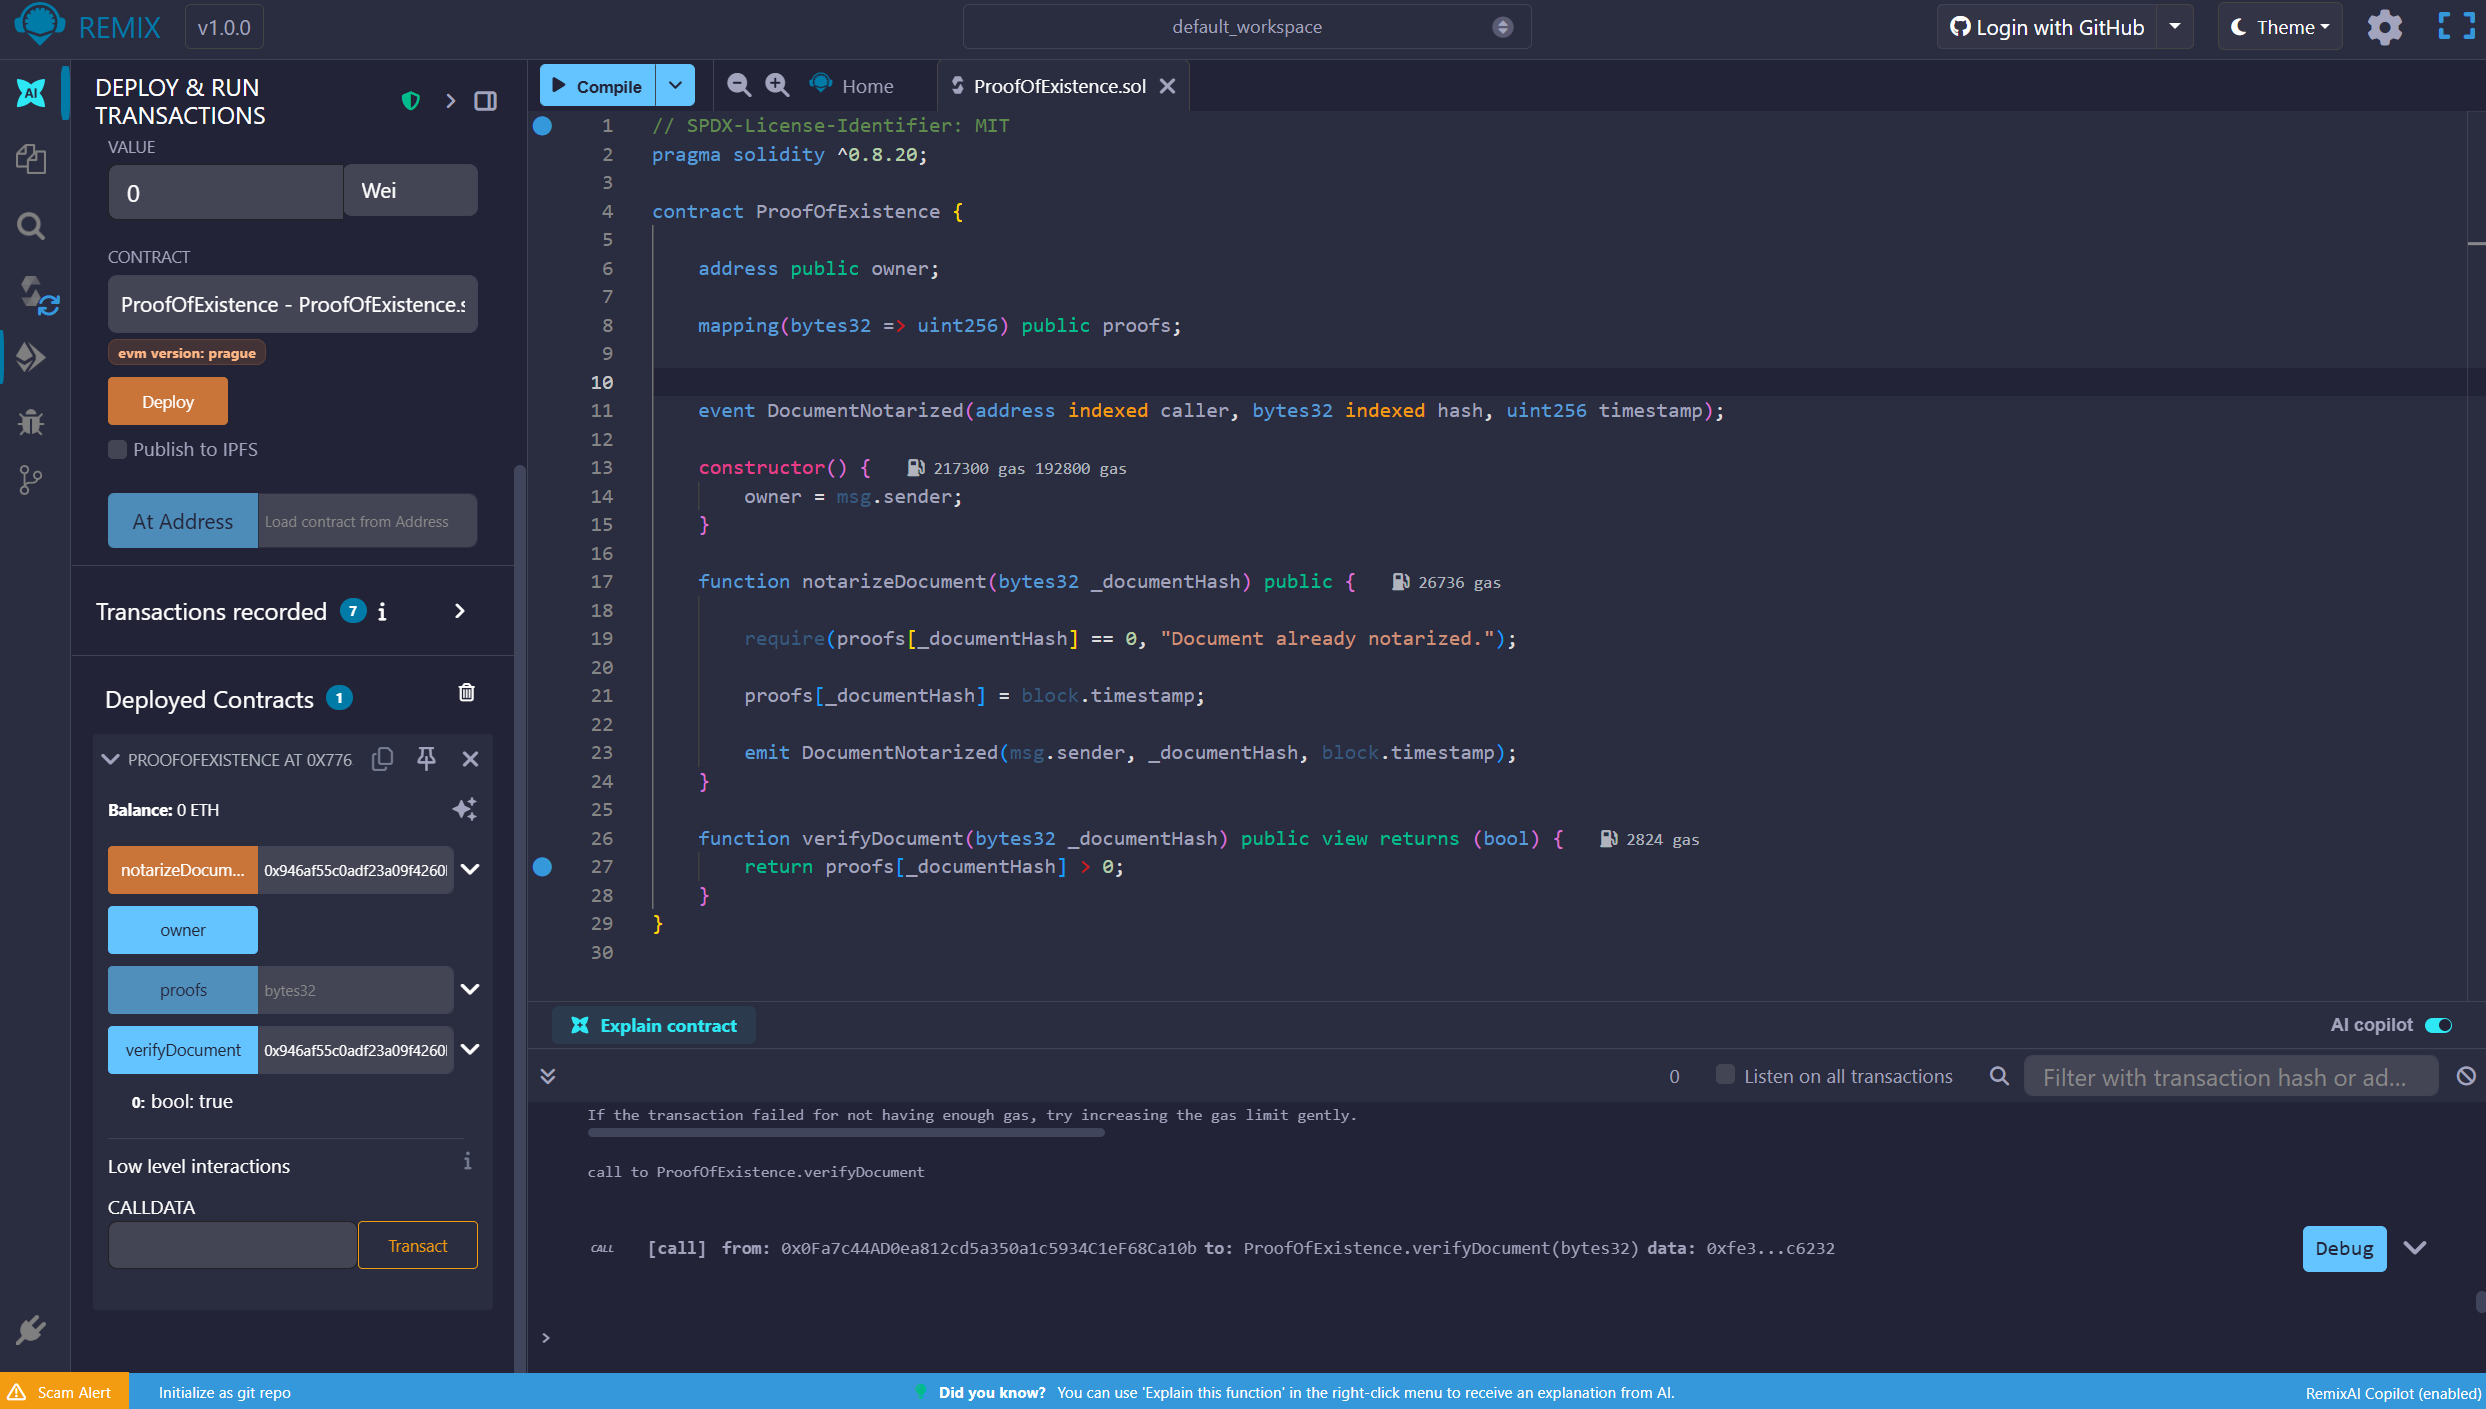 REMIX v1.0.0
default_workspace
Login with GitHub
Theme
AI
DEPLOY & RUN
TRANSACTIONS
VALUE
0
Wei
CONTRACT
ProofOfExistence - ProofOfExistence.s
evm version: prague
Deploy
Publish to IPFS
At Address
Load contract from Address
Transactions recorded 7 i
Deployed Contracts 1
PROOFOFEXISTENCE AT 0X776
Balance: 0 ETH
notarizeDocum... 0x946af55c0adf23a09f4260
owner
proofs bytes32
verifyDocument 0x946af55c0adf23a09f4260
0: bool: true
Low level interactions i
CALLDATA
Transact
Compile
Home
ProofOfExistence.sol
1 // SPDX-License-Identifier: MIT
2 pragma solidity ^0.8.20;
3
4 contract ProofOfExistence {
5
6 address public owner;
7
8 mapping(bytes32 => uint256) public proofs;
9
10
11 event DocumentNotarized(address indexed caller, bytes32 indexed hash, uint256 timestamp);
12
13 constructor() { 217300 gas 192800 gas
14 owner = msg.sender;
15 }
16
17 function notarizeDocument(bytes32 _documentHash) public { 26736 gas
18
19 require(proofs[_documentHash] == 0, "Document already notarized.");
20
21 proofs[_documentHash] = block.timestamp;
22
23 emit DocumentNotarized(msg.sender, _documentHash, block.timestamp);
24 }
25
26 function verifyDocument(bytes32 _documentHash) public view returns (bool) { 2824 gas
27 return proofs[_documentHash] > 0;
28 }
29 }
30
Explain contract
AI copilot
0
Listen on all transactions
Filter with transaction hash or ad...
If the transaction failed for not having enough gas, try increasing the gas limit gently.
call to ProofOfExistence.verifyDocument
CALL [call] from: 0x0Fa7c44AD0ea812cd5a350a1c5934C1eF68Ca10b to: ProofOfExistence.verifyDocument(bytes32) data: 0xfe3...c6232
Debug
>
Scam Alert
Initialize as git repo
Did you know? You can use 'Explain this function' in the right-click menu to receive an explanation from AI.
RemixAI Copilot (enabled)